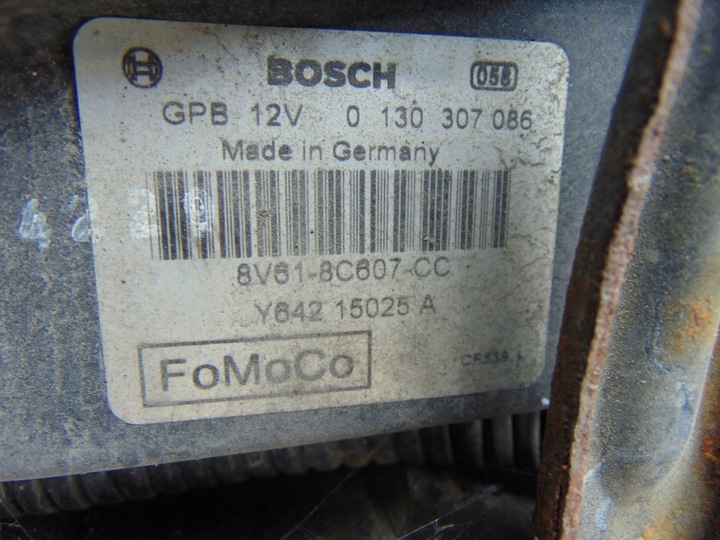 BOSCH 058
GPB 12V 0 130 307 086
Made in Germany
8V61-8C607-CC
Y642 15025 A
FoMoCo